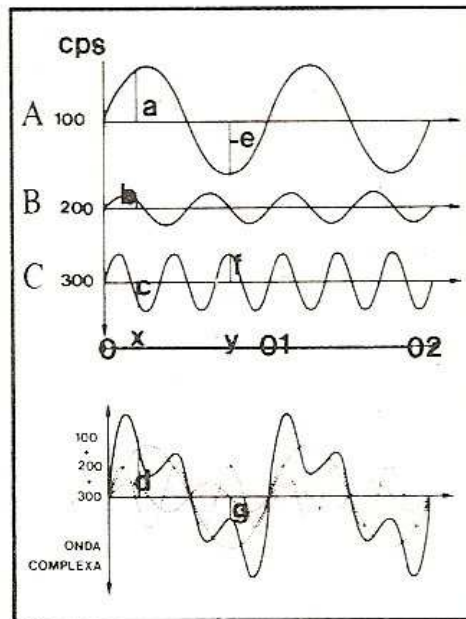 cps
A 100 a -e
B 200 b
C 300 c f
0 x y 01 02
100
+
200
+
300 d g
ONDA
COMPLEXA